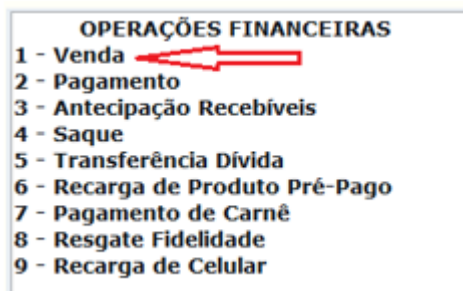 OPERAÇÕES FINANCEIRAS
1 - Venda
2 - Pagamento
3 - Antecipação Recebíveis
4 - Saque
5 - Transferência Dívida
6 - Recarga de Produto Pré-Pago
7 - Pagamento de Carnê
8 - Resgate Fidelidade
9 - Recarga de Celular